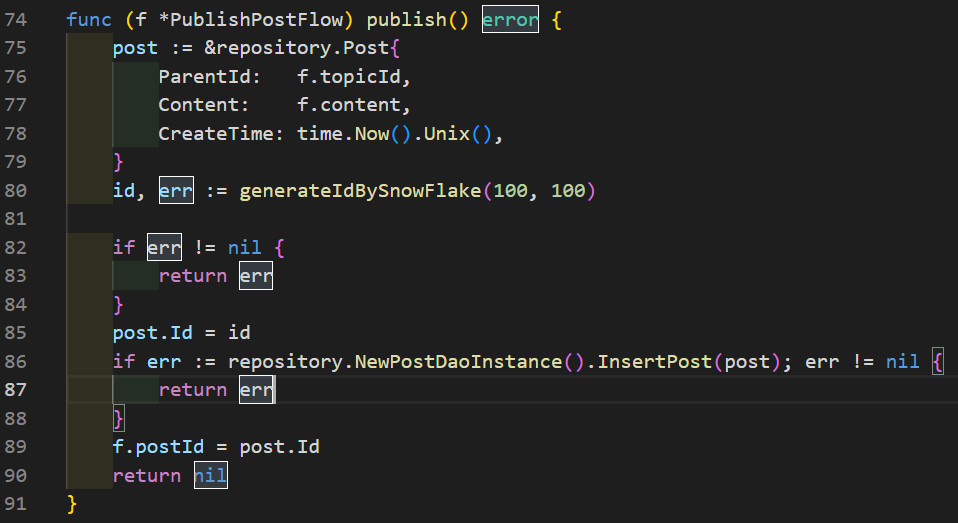 74 func (f *PublishPostFlow) publish() error {
75     post := &repository.Post{
76         ParentId:   f.topicId,
77         Content:    f.content,
78         CreateTime: time.Now().Unix(),
79     }
80     id, err := generateIdBySnowFlake(100, 100)
81
82     if err != nil {
83         return err
84     }
85     post.Id = id
86     if err := repository.NewPostDaoInstance().InsertPost(post); err != nil {
87         return err
88     }
89     f.postId = post.Id
90     return nil
91 }